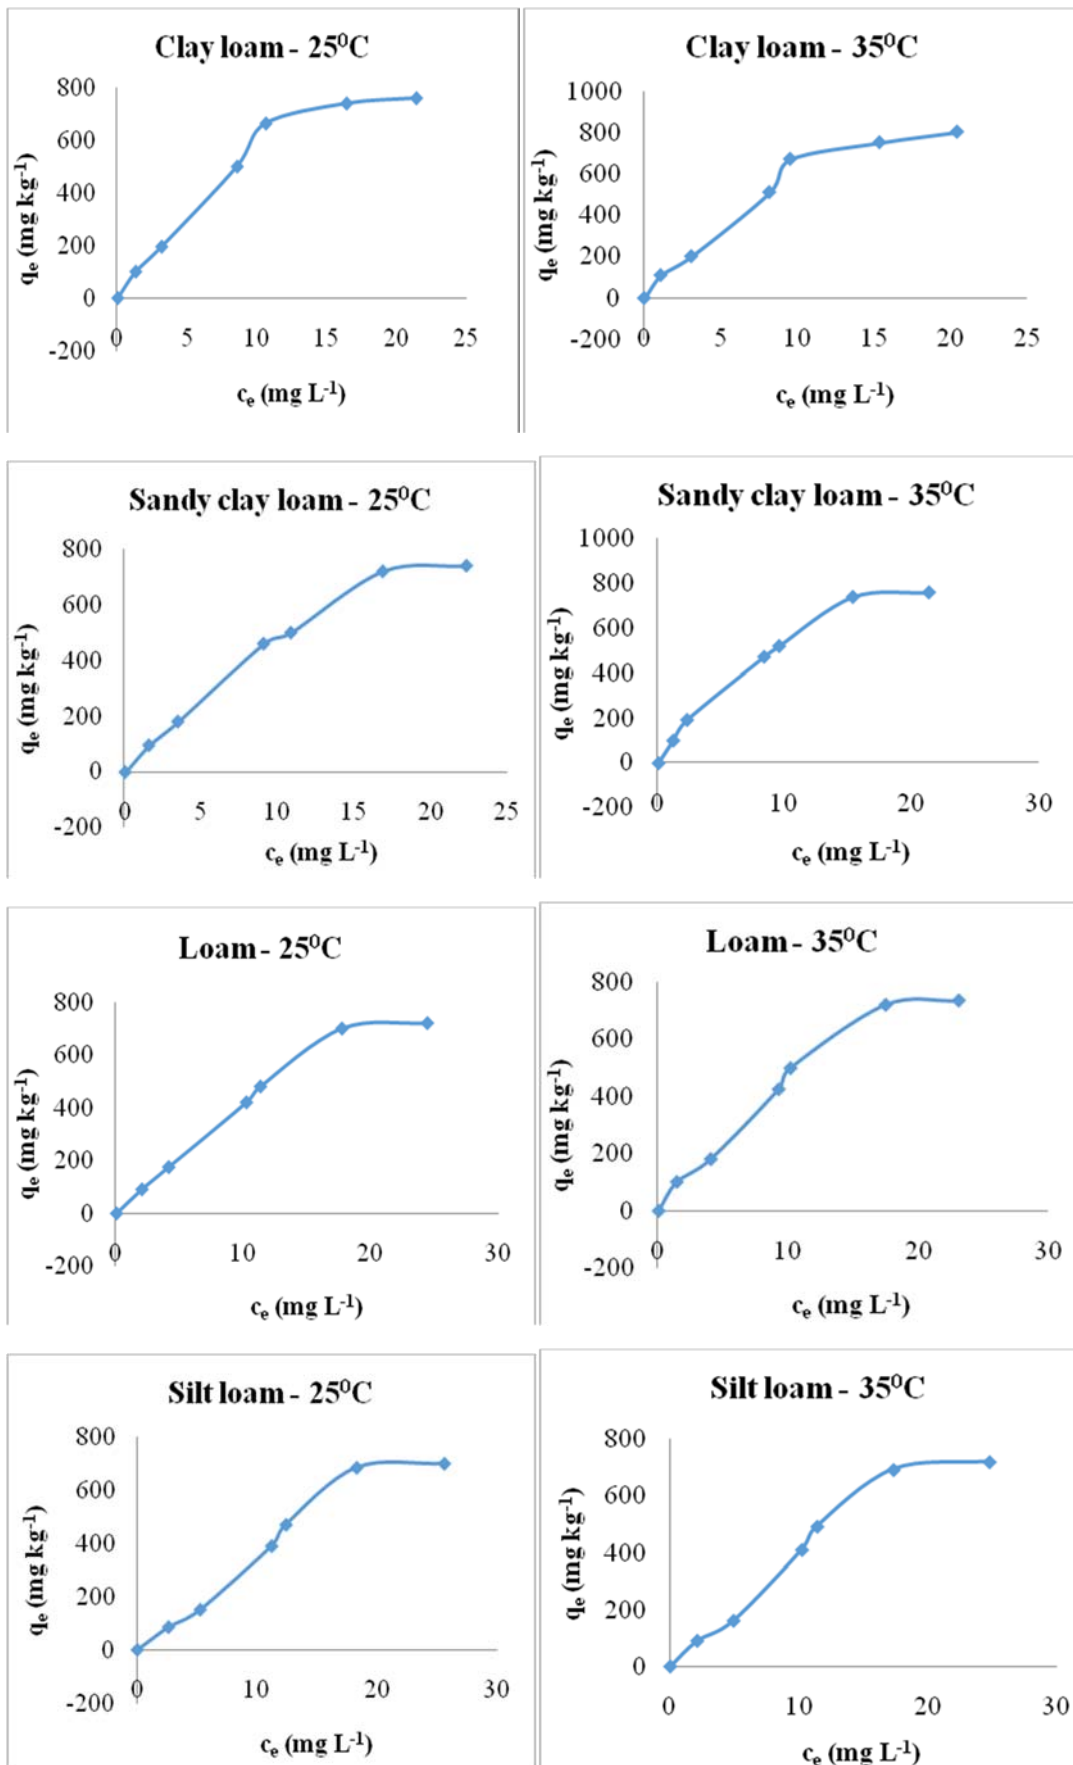 Clay loam - 25⁰C
800
600
400
200
0
-200
0 5 10 15 20 25
qₑ (mg kg⁻¹)
cₑ (mg L⁻¹)
Clay loam - 35⁰C
1000
800
600
400
200
0
-200
0 5 10 15 20 25
qₑ (mg kg⁻¹)
cₑ (mg L⁻¹)
Sandy clay loam - 25⁰C
800
600
400
200
0
-200
0 5 10 15 20 25
qₑ (mg kg⁻¹)
cₑ (mg L⁻¹)
Sandy clay loam - 35⁰C
1000
800
600
400
200
0
-200
0 10 20 30
qₑ (mg kg⁻¹)
cₑ (mg L⁻¹)
Loam - 25⁰C
800
600
400
200
0
-200
0 10 20 30
qₑ (mg kg⁻¹)
cₑ (mg L⁻¹)
Loam - 35⁰C
800
600
400
200
0
-200
0 10 20 30
qₑ (mg kg⁻¹)
cₑ (mg L⁻¹)
Silt loam - 25⁰C
800
600
400
200
0
-200
0 10 20 30
qₑ (mg kg⁻¹)
cₑ (mg L⁻¹)
Silt loam - 35⁰C
800
600
400
200
0
0 10 20 30
qₑ (mg kg⁻¹)
cₑ (mg L⁻¹)